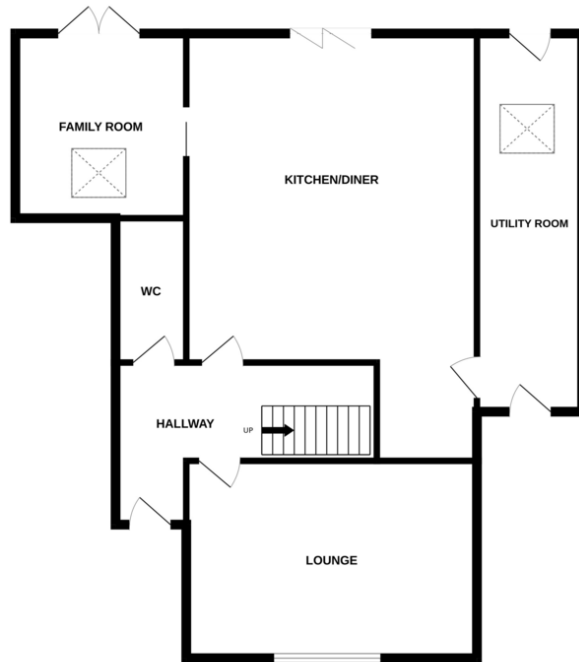 FAMILY ROOM
KITCHEN/DINER
UTILITY ROOM
WC
HALLWAY
UP
LOUNGE